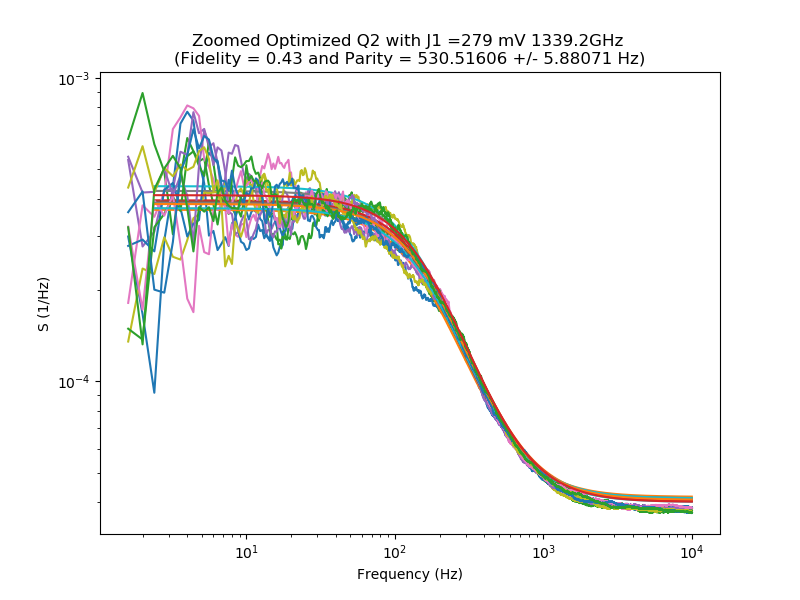 Zoomed Optimized Q2 with J1 =279 mV 1339.2GHz
(Fidelity = 0.43 and Parity = 530.51606 +/- 5.88071 Hz)
10⁻³
S (1/Hz)
10⁻⁴
10¹ 10² 10³ 10⁴
Frequency (Hz)